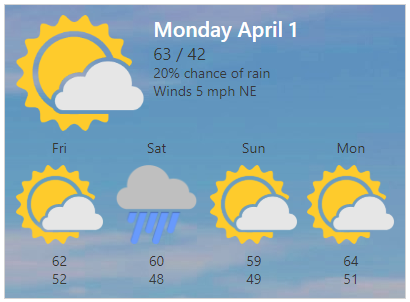 Monday April 1
63 / 42
20% chance of rain
Winds 5 mph NE
Fri Sat Sun Mon
62 60 59 64
52 48 49 51